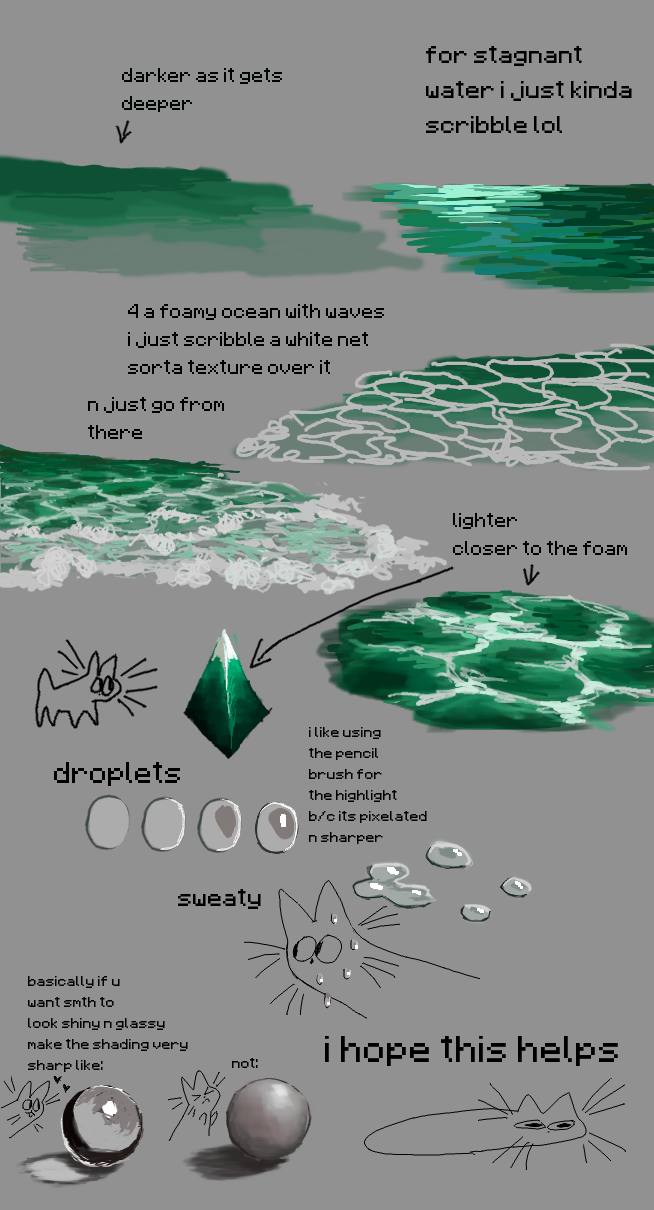 darker as it gets
deeper
for stagnant
water i just kinda
scribble lol
4 a foamy ocean with waves
i just scribble a white net
sorta texture over it
n just go from
there
lighter
closer to the foam
i like using
the pencil
brush for
the highlight
b/c its pixelated
n sharper
droplets
sweaty
basically if u
want smth to
look shiny n glassy
make the shading very
sharp like:
not:
i hope this helps